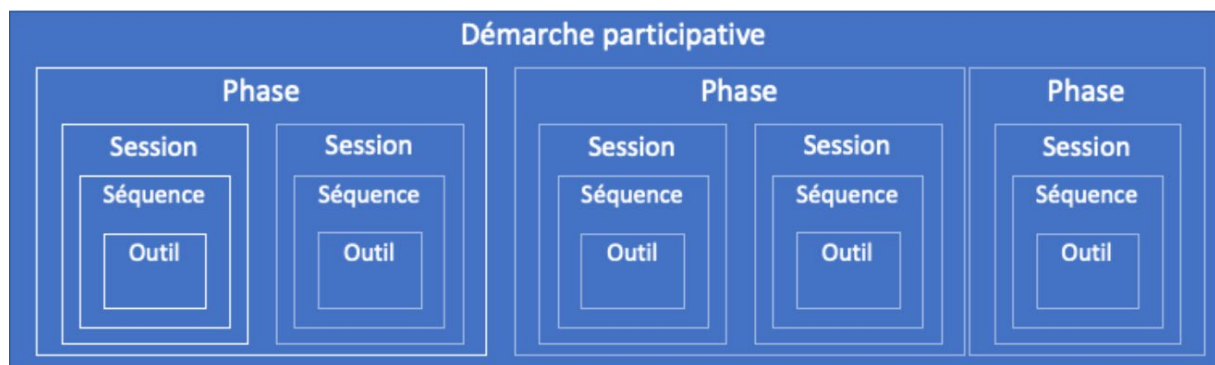 Démarche participative
Phase Phase Phase
Session Session Session Session Session
Séquence Séquence Séquence Séquence Séquence
Outil Outil Outil Outil Outil